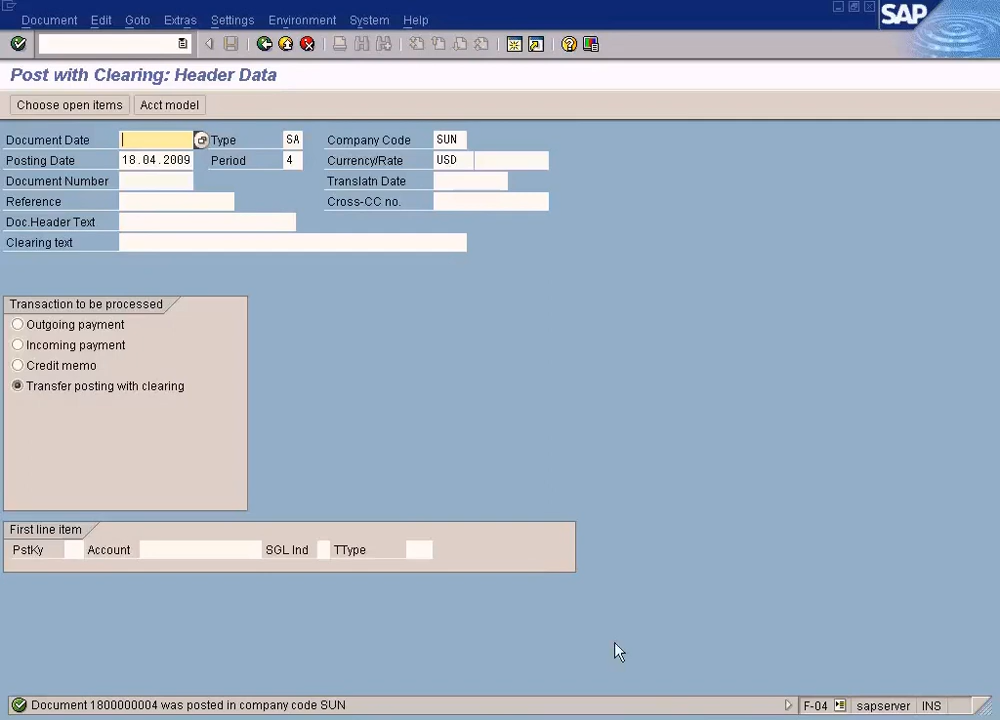 Document Edit Goto Extras Settings Environment System Help
SAP
Post with Clearing: Header Data
Choose open items Acct model
Document Date Type SA Company Code SUN
Posting Date 18.04.2009 Period 4 Currency/Rate USD
Document Number Translatn Date
Reference Cross-CC no.
Doc.Header Text
Clearing text
Transaction to be processed
Outgoing payment
Incoming payment
Credit memo
Transfer posting with clearing
First line item
PstKy Account SGL Ind TType
Document 1800000004 was posted in company code SUN F-04 sapserver INS